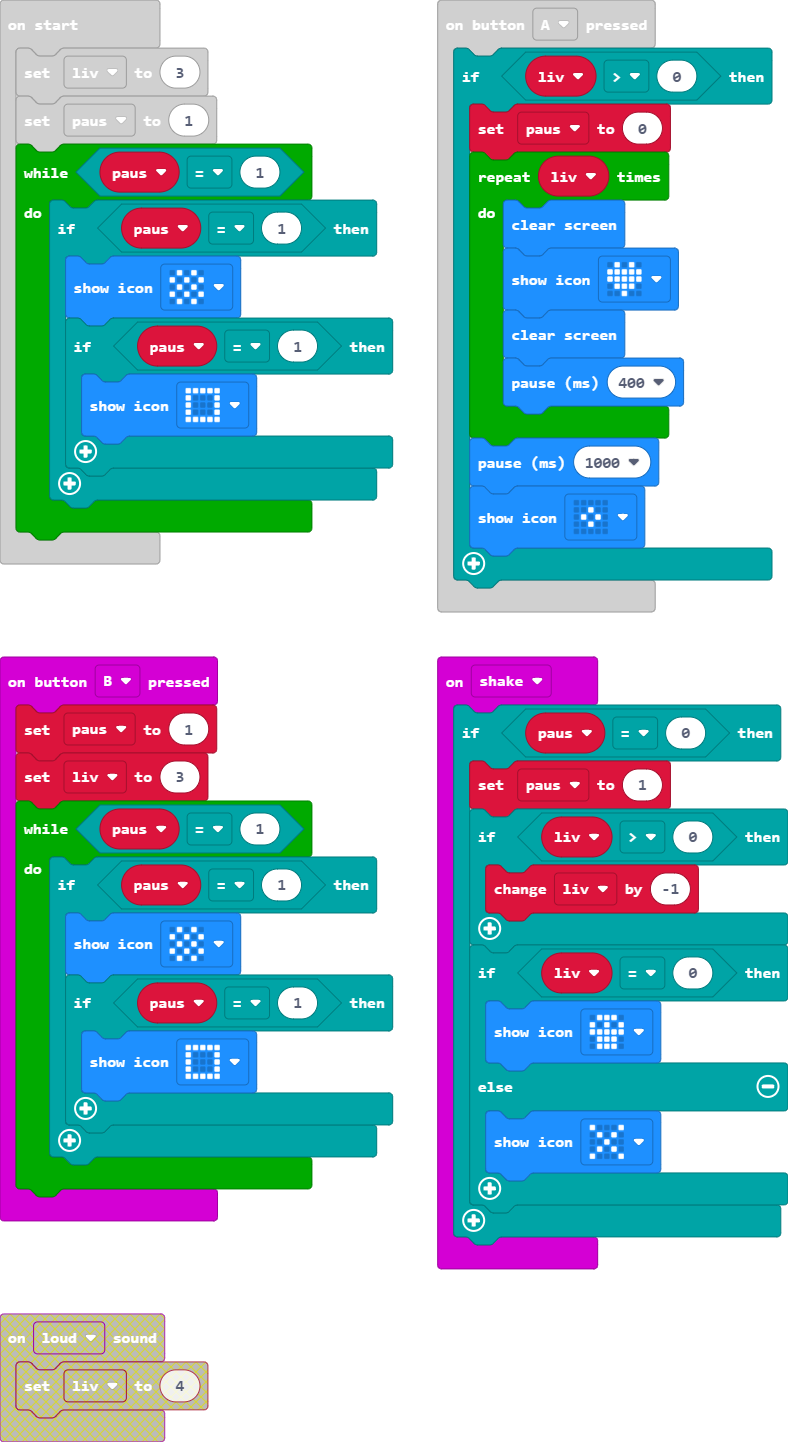 on start
set liv to 3
set paus to 1
while paus = 1
do
if paus = 1 then
show icon
if paus = 1 then
show icon
on button A pressed
if liv > 0 then
set paus to 0
repeat liv times
do
clear screen
show icon
clear screen
pause (ms) 400
pause (ms) 1000
show icon
on button B pressed
set paus to 1
set liv to 3
while paus = 1
do
if paus = 1 then
show icon
if paus = 1 then
show icon
on shake
if paus = 0 then
set paus to 1
if liv > 0 then
change liv by -1
if liv = 0 then
show icon
else
show icon
on loud sound
set liv to 4